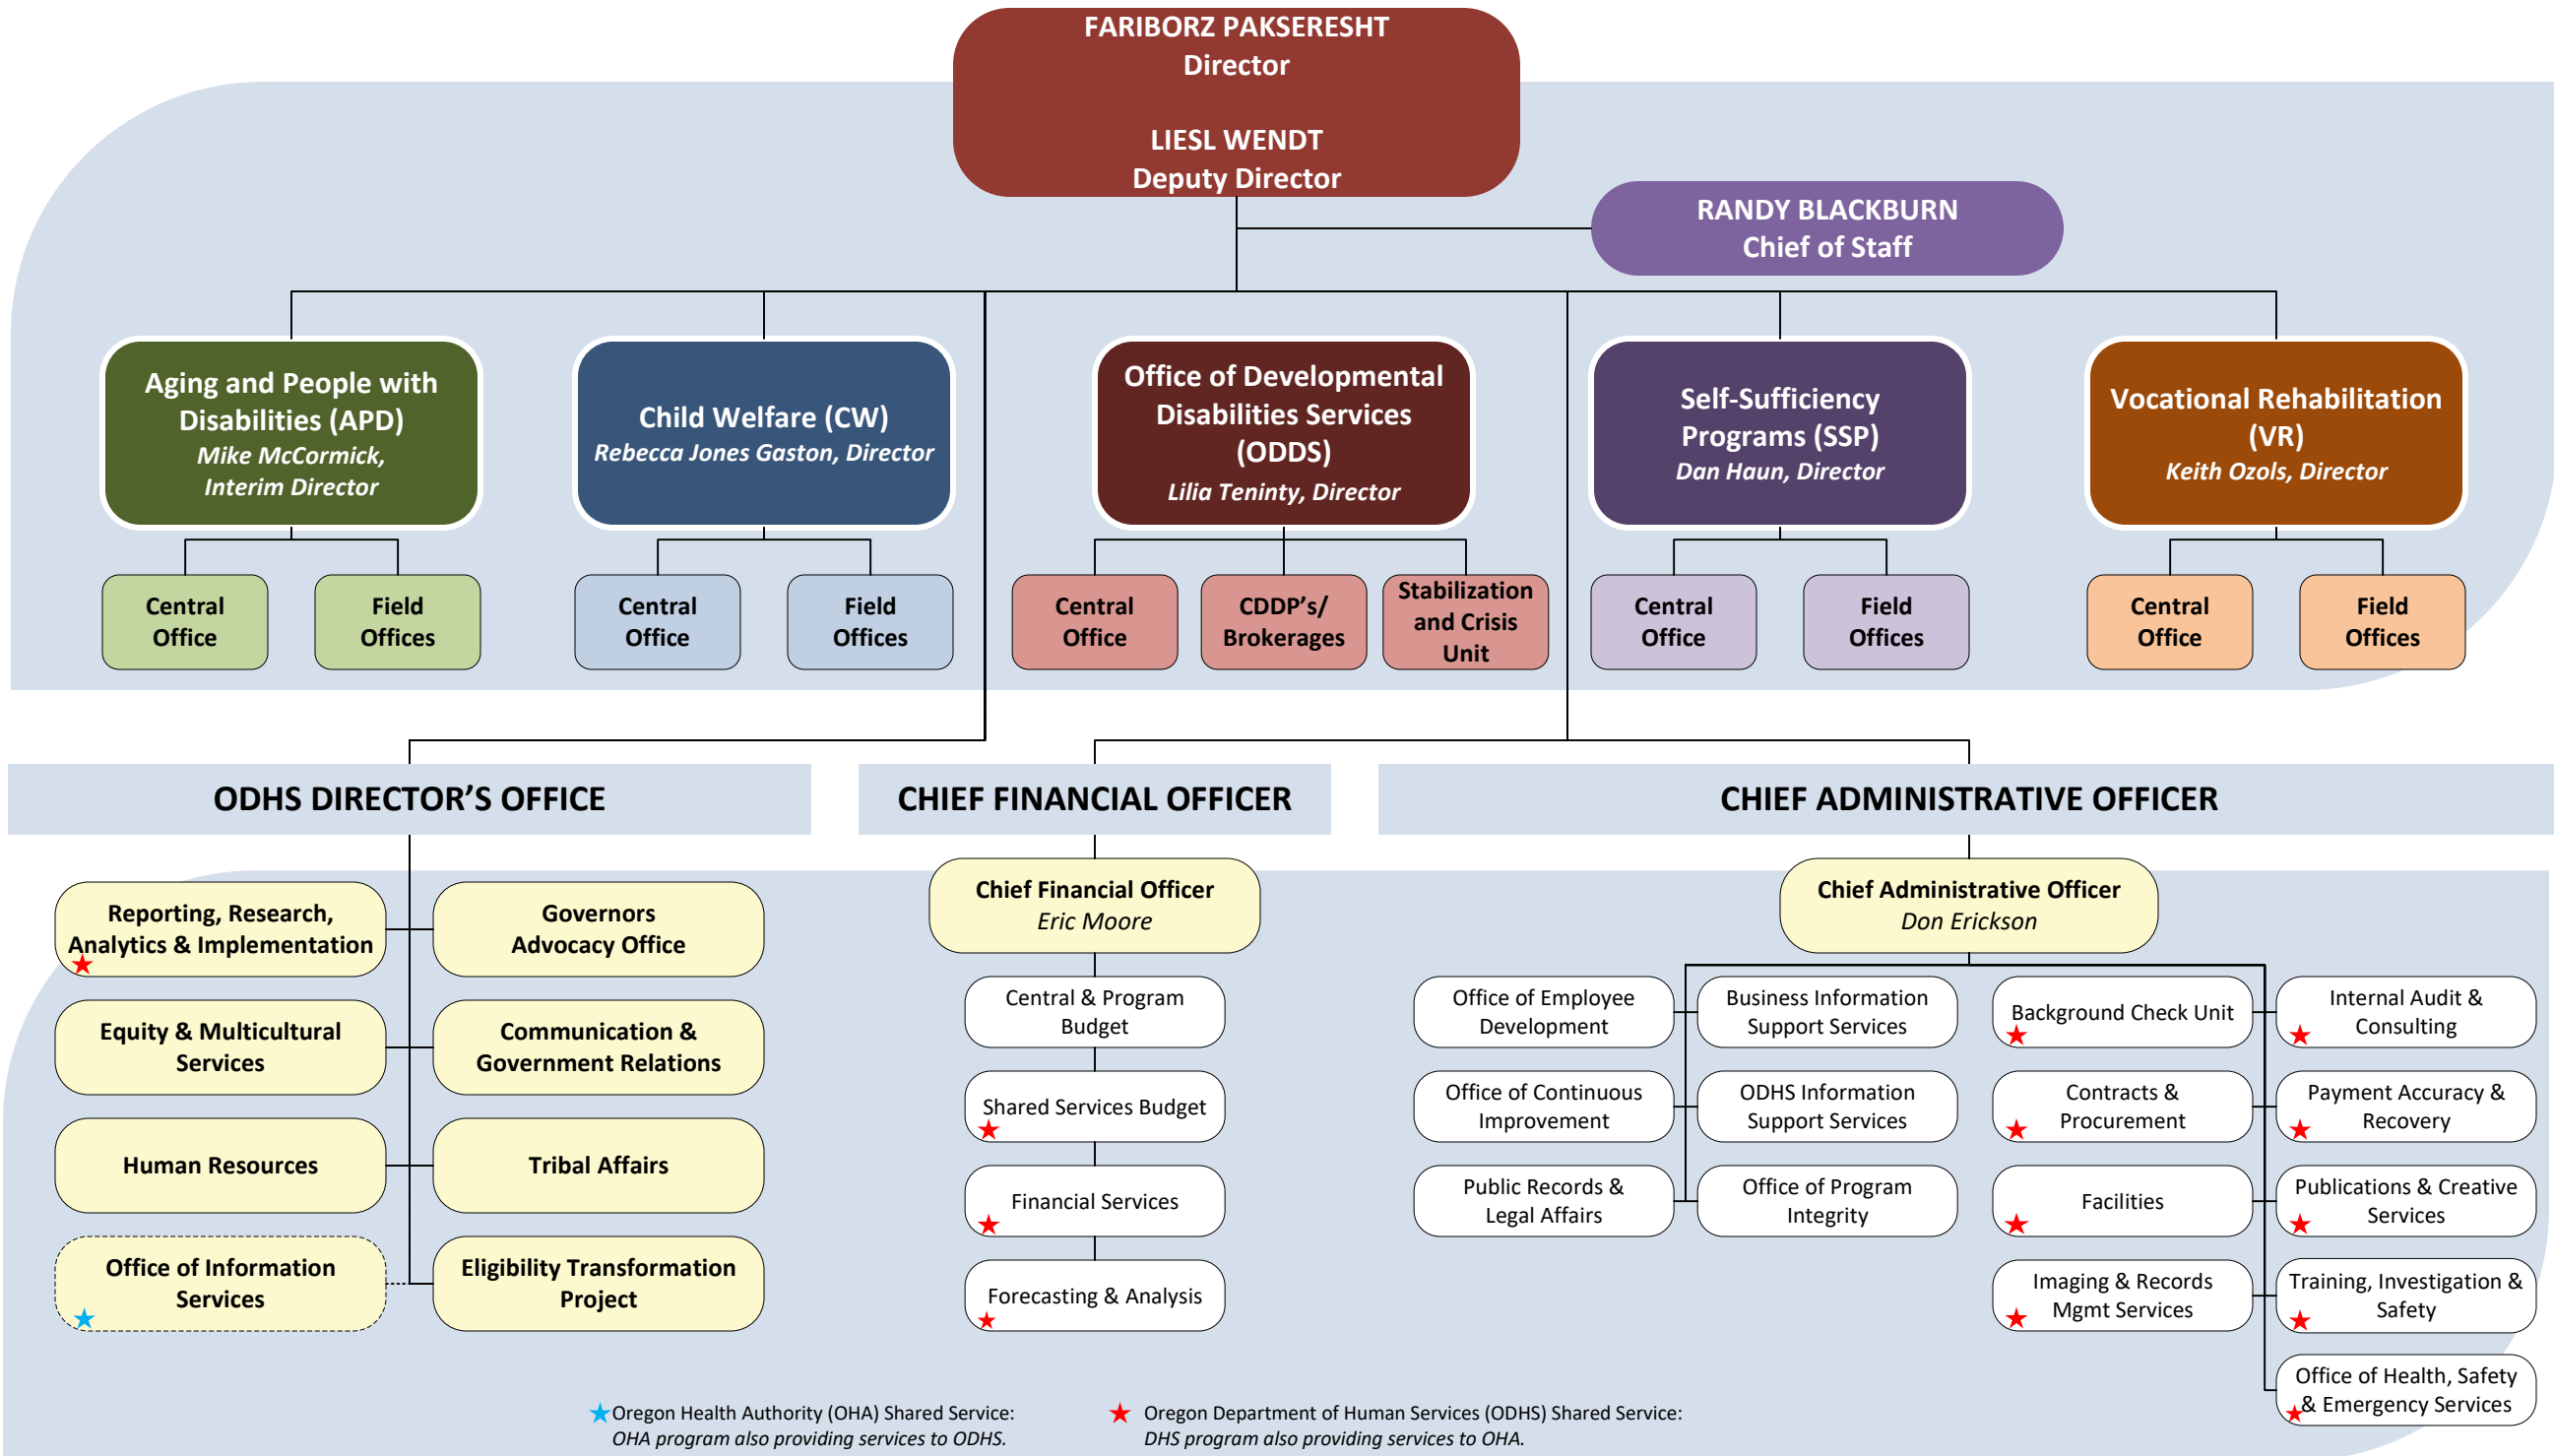 FARIBORZ PAKSERESHT
Director
LIESL WENDT
Deputy Director
RANDY BLACKBURN
Chief of Staff
Aging and People with
Disabilities (APD)
Mike McCormick,
Interim Director
Child Welfare (CW)
Rebecca Jones Gaston, Director
Office of Developmental
Disabilities Services
(ODDS)
Lilia Teninty, Director
Self-Sufficiency
Programs (SSP)
Dan Haun, Director
Vocational Rehabilitation
(VR)
Keith Ozols, Director
Central
Office
Field
Offices
Central
Office
Field
Offices
Central
Office
CDDP’s/
Brokerages
Stabilization
and Crisis
Unit
Central
Office
Field
Offices
Central
Office
Field
Offices
ODHS DIRECTOR’S OFFICE
CHIEF FINANCIAL OFFICER
CHIEF ADMINISTRATIVE OFFICER
Reporting, Research,
Analytics & Implementation
Governors
Advocacy Office
Equity & Multicultural
Services
Communication &
Government Relations
Human Resources
Tribal Affairs
Office of Information
Services
Eligibility Transformation
Project
Chief Financial Officer
Eric Moore
Central & Program
Budget
Shared Services Budget
Financial Services
Forecasting & Analysis
Chief Administrative Officer
Don Erickson
Office of Employee
Development
Business Information
Support Services
Background Check Unit
Internal Audit &
Consulting
Office of Continuous
Improvement
ODHS Information
Support Services
Contracts &
Procurement
Payment Accuracy &
Recovery
Public Records &
Legal Affairs
Office of Program
Integrity
Facilities
Publications & Creative
Services
Imaging & Records
Mgmt Services
Training, Investigation &
Safety
Office of Health, Safety
& Emergency Services
Oregon Health Authority (OHA) Shared Service:
OHA program also providing services to ODHS.
Oregon Department of Human Services (ODHS) Shared Service:
DHS program also providing services to OHA.